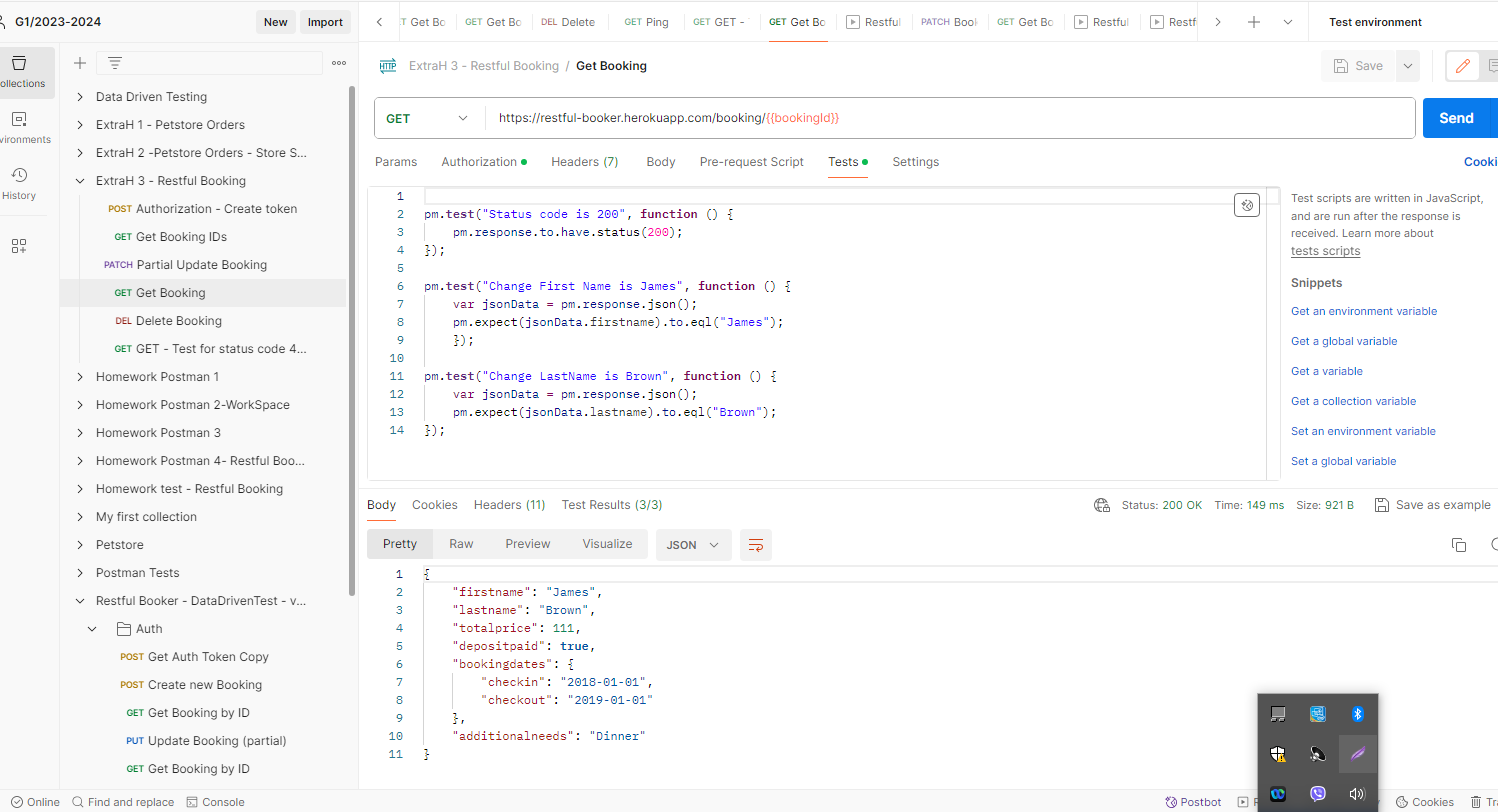 G1/2023-2024 New Import
GET Get Bo GET Get Bo DEL Delete GET Ping GET GET - GET Get Bo Restful PATCH Book GET Get Bo Restful Restf Test environment
ollections
vironments
History
Data Driven Testing
ExtraH 1 - Petstore Orders
ExtraH 2 -Petstore Orders - Store S...
ExtraH 3 - Restful Booking
POST Authorization - Create token
GET Get Booking IDs
PATCH Partial Update Booking
GET Get Booking
DEL Delete Booking
GET GET - Test for status code 4...
Homework Postman 1
Homework Postman 2-WorkSpace
Homework Postman 3
Homework Postman 4- Restful Boo...
Homework test - Restful Booking
My first collection
Petstore
Postman Tests
Restful Booker - DataDrivenTest - v...
Auth
POST Get Auth Token Copy
POST Create new Booking
GET Get Booking by ID
PUT Update Booking (partial)
GET Get Booking by ID
HTTP ExtraH 3 - Restful Booking / Get Booking Save
GET https://restful-booker.herokuapp.com/booking/{{bookingId}} Send
Params Authorization Headers (7) Body Pre-request Script Tests Settings Cooki
1
2 pm.test("Status code is 200", function () {
3 pm.response.to.have.status(200);
4 });
5
6 pm.test("Change First Name is James", function () {
7 var jsonData = pm.response.json();
8 pm.expect(jsonData.firstname).to.eql("James");
9 });
10
11 pm.test("Change LastName is Brown", function () {
12 var jsonData = pm.response.json();
13 pm.expect(jsonData.lastname).to.eql("Brown");
14 });
Test scripts are written in JavaScript,
and are run after the response is
received. Learn more about
tests scripts
Snippets
Get an environment variable
Get a global variable
Get a variable
Get a collection variable
Set an environment variable
Set a global variable
Body Cookies Headers (11) Test Results (3/3) Status: 200 OK Time: 149 ms Size: 921 B Save as example
Pretty Raw Preview Visualize JSON
1 {
2 "firstname": "James",
3 "lastname": "Brown",
4 "totalprice": 111,
5 "depositpaid": true,
6 "bookingdates": {
7 "checkin": "2018-01-01",
8 "checkout": "2019-01-01"
9 },
10 "additionalneeds": "Dinner"
11 }
Online Find and replace Console Postbot Cookies Tr